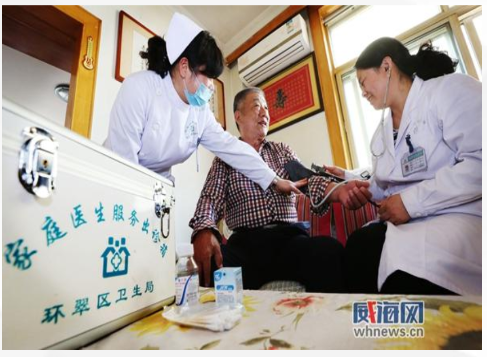 家庭医生服务出诊箱
环翠区卫生局
寿
威海网
whnews.cn